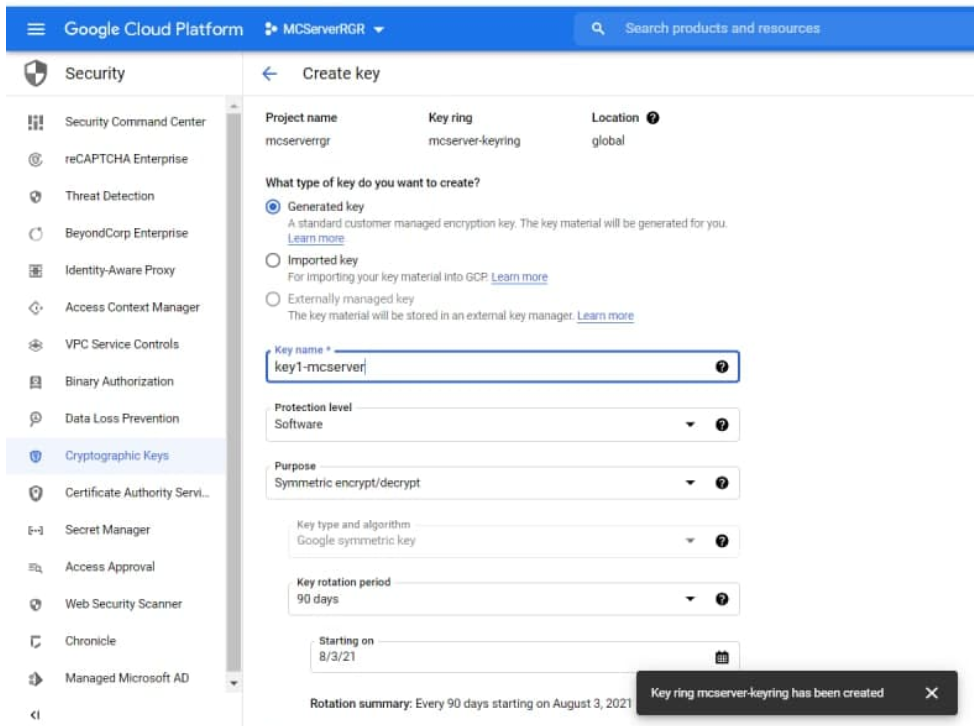 Google Cloud Platform
MCServerRGR
Search products and resources
Security
Create key
Security Command Center
reCAPTCHA Enterprise
Threat Detection
BeyondCorp Enterprise
Identity-Aware Proxy
Access Context Manager
VPC Service Controls
Binary Authorization
Data Loss Prevention
Cryptographic Keys
Certificate Authority Servi...
Secret Manager
Access Approval
Web Security Scanner
Chronicle
Managed Microsoft AD
Project name Key ring Location
mcserverrgr mcserver-keyring global
What type of key do you want to create?
Generated key
A standard customer managed encryption key. The key material will be generated for you.
Learn more
Imported key
For importing your key material into GCP. Learn more
Externally managed key
The key material will be stored in an external key manager. Learn more
Key name *
key1-mcserver
Protection level
Software
Purpose
Symmetric encrypt/decrypt
Key type and algorithm
Google symmetric key
Key rotation period
90 days
Starting on
8/3/21
Rotation summary: Every 90 days starting on August 3, 2021
Key ring mcserver-keyring has been created